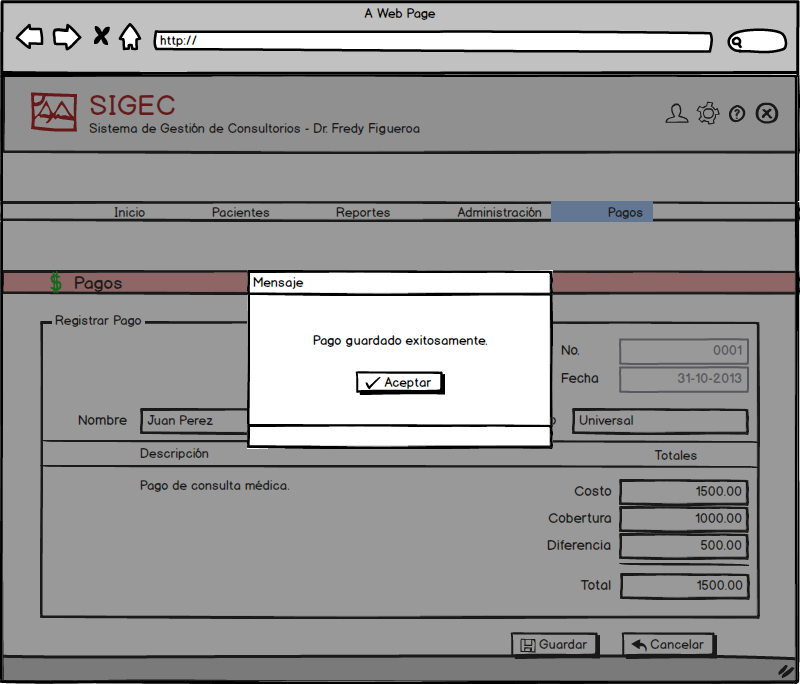 A Web Page
http://
SIGEC
Sistema de Gestión de Consultorios - Dr. Fredy Figueroa
Inicio Pacientes Reportes Administración Pagos
$ Pagos
Mensaje
Pago guardado exitosamente.
Aceptar
Registrar Pago
No. 0001
Fecha 31-10-2013
Nombre Juan Perez Universal
Descripción Totales
Pago de consulta médica.
Costo 1500.00
Cobertura 1000.00
Diferencia 500.00
Total 1500.00
Guardar Cancelar